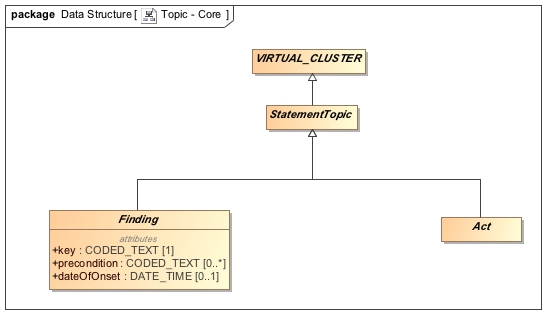 package Data Structure [ Topic - Core ]
VIRTUAL_CLUSTER
StatementTopic
Finding
attributes
+key : CODED_TEXT [1]
+precondition : CODED_TEXT [0..*]
+dateOfOnset : DATE_TIME [0..1]
Act